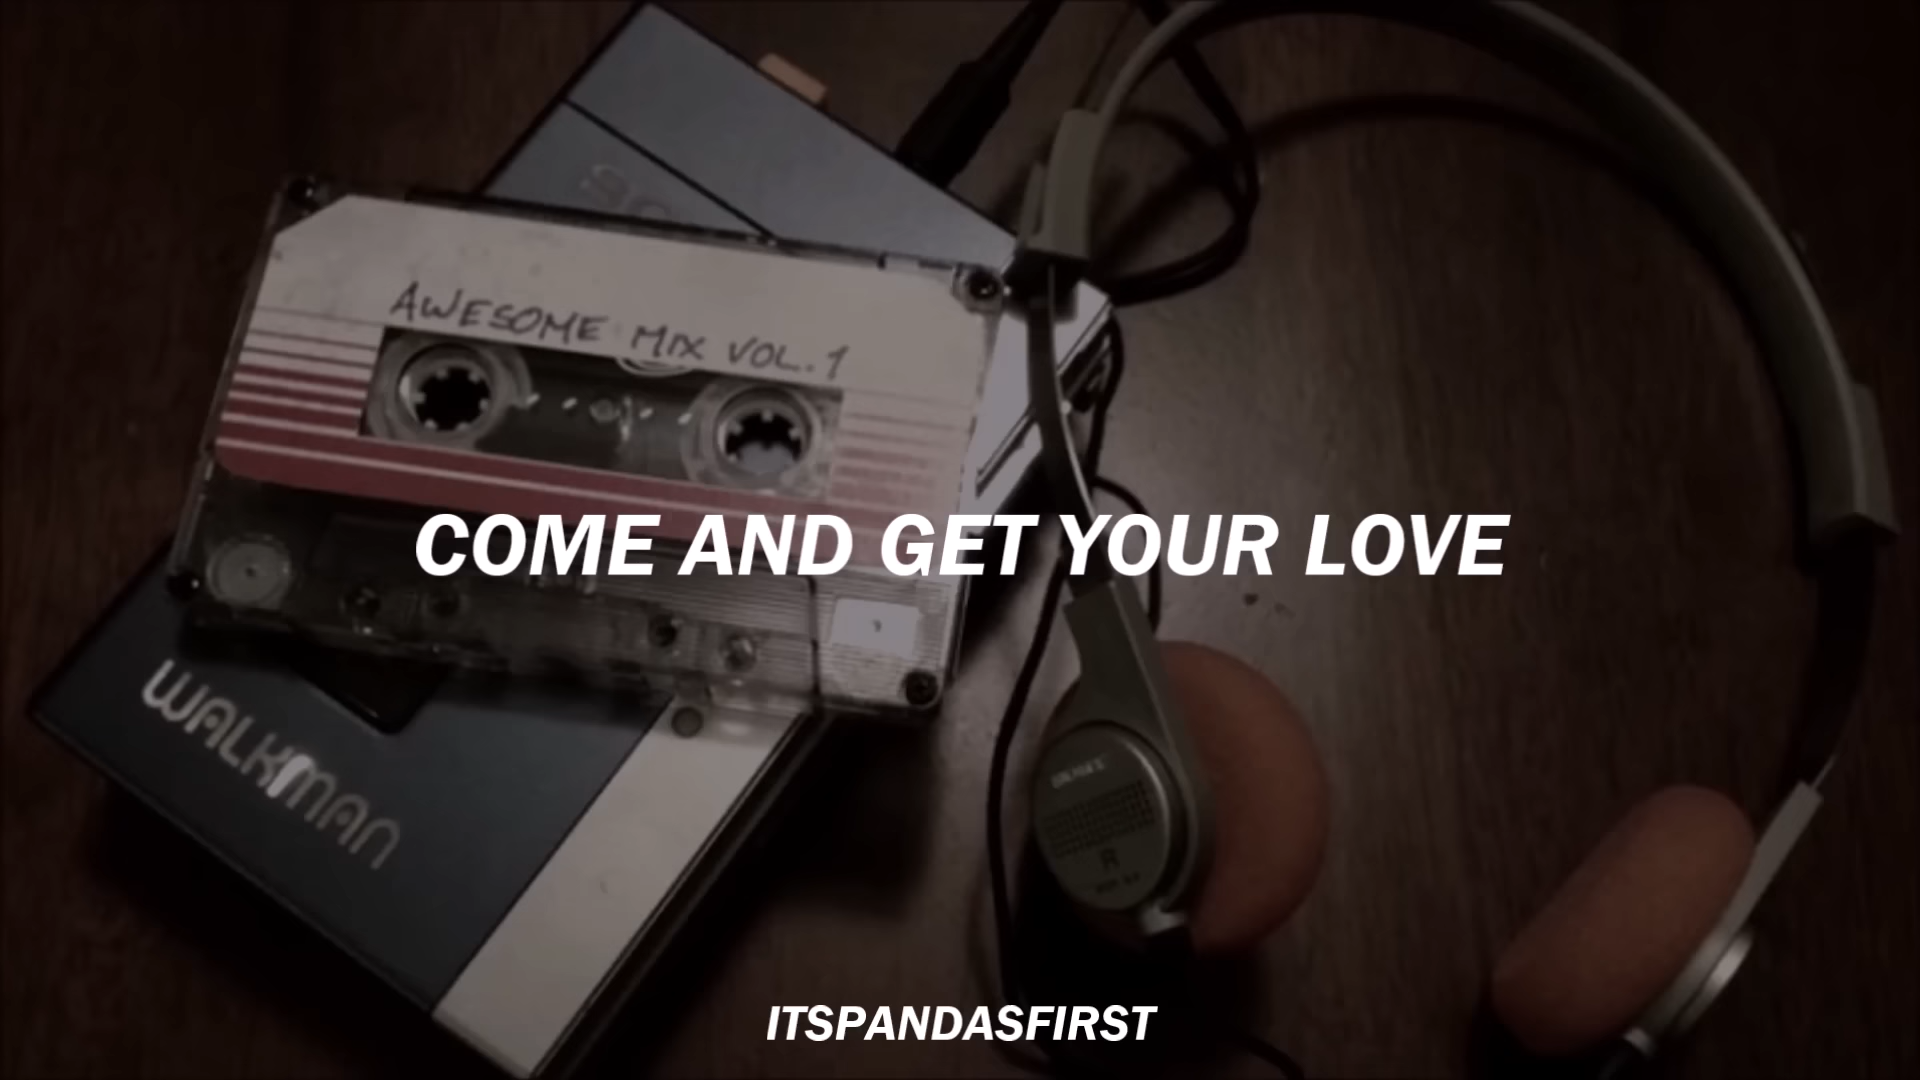 AWESOME MIX VOL.1
COME AND GET YOUR LOVE
WALKMAN
R
ITSPANDASFIRST